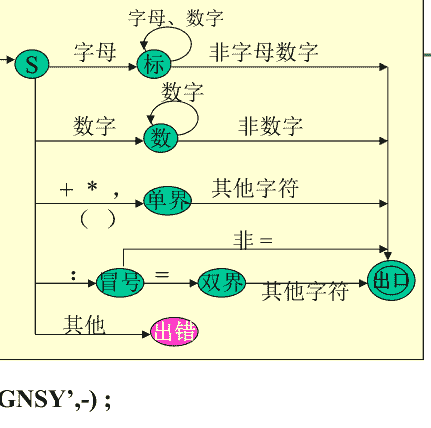 字母、数字
S 字母 标 非字母数字
数字
数字 数 非数字
+ * , 单界 其他字符
( )
非 =
: 冒号 = 双界 其他字符 出口
其他 出错
GNSY’,-) ;